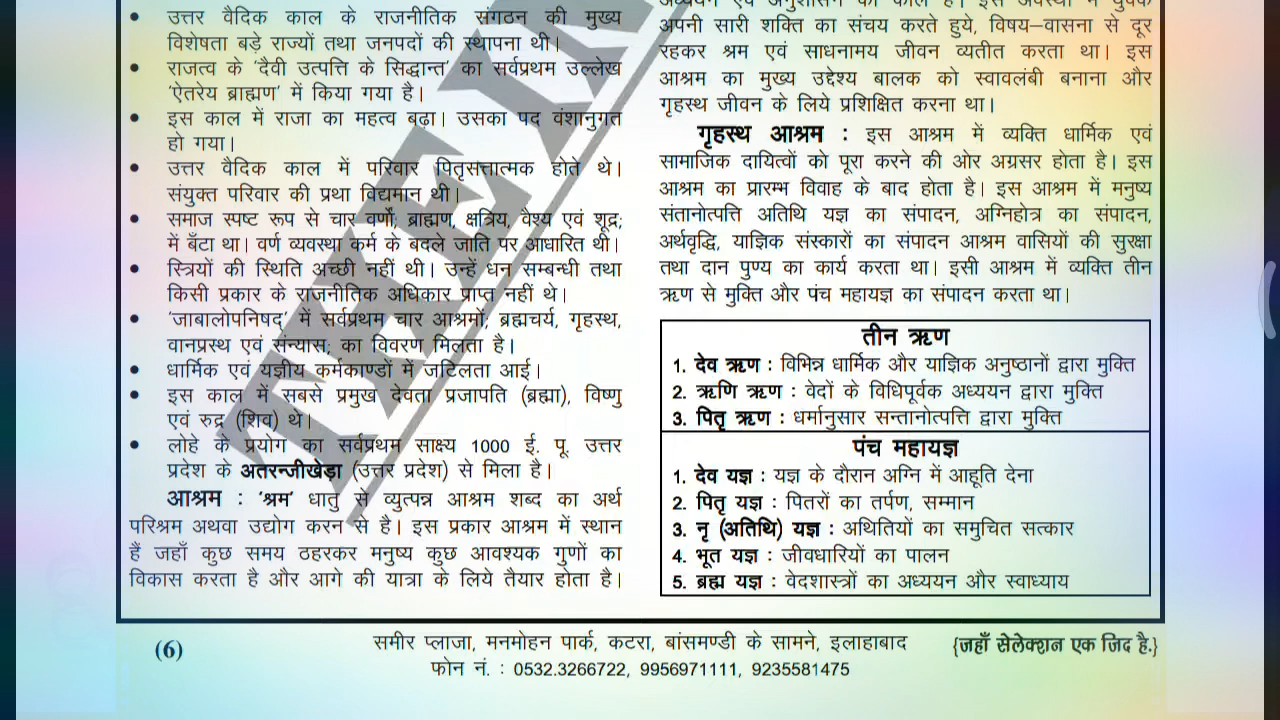 उत्तर वैदिक काल के राजनीतिक संगठन की मुख्य
विशेषता बड़े राज्यों तथा जनपदों की स्थापना थी।
राजत्व के 'दैवी उत्पत्ति के सिद्धान्त' का सर्वप्रथम उल्लेख
'ऐतरेय ब्राह्मण' में किया गया है।
इस काल में राजा का महत्व बढ़ा। उसका पद वंशानुगत
हो गया।
उत्तर वैदिक काल में परिवार पितृसत्तात्मक होते थे।
संयुक्त परिवार की प्रथा विद्यमान थी।
समाज स्पष्ट रूप से चार वर्णों; ब्राह्मण, क्षत्रिय, वैश्य एवं शूद्र;
में बँटा था। वर्ण व्यवस्था कर्म के बदले जाति पर आधारित थी।
स्त्रियों की स्थिति अच्छी नहीं थी। उन्हें धन सम्बन्धी तथा
किसी प्रकार के राजनीतिक अधिकार प्राप्त नहीं थे।
'जाबालोपनिषद' में सर्वप्रथम चार आश्रमों; ब्रह्मचर्य, गृहस्थ,
वानप्रस्थ एवं संन्यास; का विवरण मिलता है।
धार्मिक एवं यज्ञीय कर्मकाण्डों में जटिलता आई।
इस काल में सबसे प्रमुख देवता प्रजापति (ब्रह्मा), विष्णु
एवं रुद्र (शिव) थे।
लोहे के प्रयोग का सर्वप्रथम साक्ष्य 1000 ई. पू. उत्तर
प्रदेश के अतरन्जीखेड़ा (उत्तर प्रदेश) से मिला है।
आश्रम : 'श्रम' धातु से व्युत्पन्न आश्रम शब्द का अर्थ
परिश्रम अथवा उद्योग करन से है। इस प्रकार आश्रम में स्थान
हैं जहाँ कुछ समय ठहरकर मनुष्य कुछ आवश्यक गुणों का
विकास करता है और आगे की यात्रा के लिये तैयार होता है।
अपनी सारी शक्ति का संचय करते हुये, विषय–वासना से दूर
रहकर श्रम एवं साधनामय जीवन व्यतीत करता था। इस
आश्रम का मुख्य उद्देश्य बालक को स्वावलंबी बनाना और
गृहस्थ जीवन के लिये प्रशिक्षित करना था।
गृहस्थ आश्रम : इस आश्रम में व्यक्ति धार्मिक एवं
सामाजिक दायित्वों को पूरा करने की ओर अग्रसर होता है। इस
आश्रम का प्रारम्भ विवाह के बाद होता है। इस आश्रम में मनुष्य
संतानोत्पत्ति अतिथि यज्ञ का संपादन, अग्निहोत्र का संपादन,
अर्थवृद्धि, याज्ञिक संस्कारों का संपादन आश्रम वासियों की सुरक्षा
तथा दान पुण्य का कार्य करता था। इसी आश्रम में व्यक्ति तीन
ऋण से मुक्ति और पंच महायज्ञ का संपादन करता था।
तीन ऋण
1. देव ऋण : विभिन्न धार्मिक और याज्ञिक अनुष्ठानों द्वारा मुक्ति
2. ऋणि ऋण : वेदों के विधिपूर्वक अध्ययन द्वारा मुक्ति
3. पितृ ऋण : धर्मानुसार सन्तानोत्पत्ति द्वारा मुक्ति
पंच महायज्ञ
1. देव यज्ञ : यज्ञ के दौरान अग्नि में आहूति देना
2. पितृ यज्ञ : पितरों का तर्पण, सम्मान
3. नृ (अतिथि) यज्ञ : अथितियों का समुचित सत्कार
4. भूत यज्ञ : जीवधारियों का पालन
5. ब्रह्म यज्ञ : वेदशास्त्रों का अध्ययन और स्वाध्याय
(6)
समीर प्लाजा, मनमोहन पार्क, कटरा, बांसमण्डी के सामने, इलाहाबाद
फोन नं. : 0532.3266722, 9956971111, 9235581475
{जहाँ सेलेक्शन एक जिद है.}